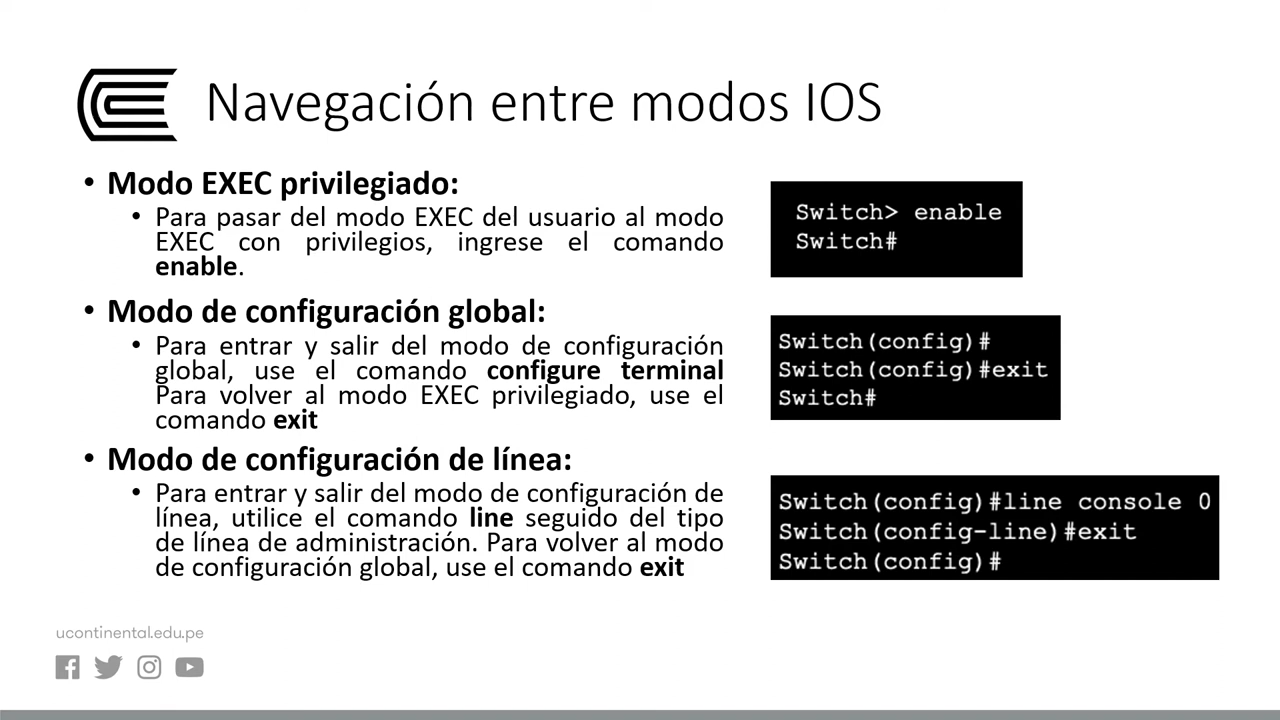 Navegación entre modos IOS
• Modo EXEC privilegiado:
• Para pasar del modo EXEC del usuario al modo
EXEC con privilegios, ingrese el comando
enable.
Switch> enable
Switch#
• Modo de configuración global:
• Para entrar y salir del modo de configuración
global, use el comando configure terminal
Para volver al modo EXEC privilegiado, use el
comando exit
Switch(config)#
Switch(config)#exit
Switch#
• Modo de configuración de línea:
• Para entrar y salir del modo de configuración de
línea, utilice el comando line seguido del tipo
de línea de administración. Para volver al modo
de configuración global, use el comando exit
Switch(config)#line console 0
Switch(config-line)#exit
Switch(config)#
ucontinental.edu.pe